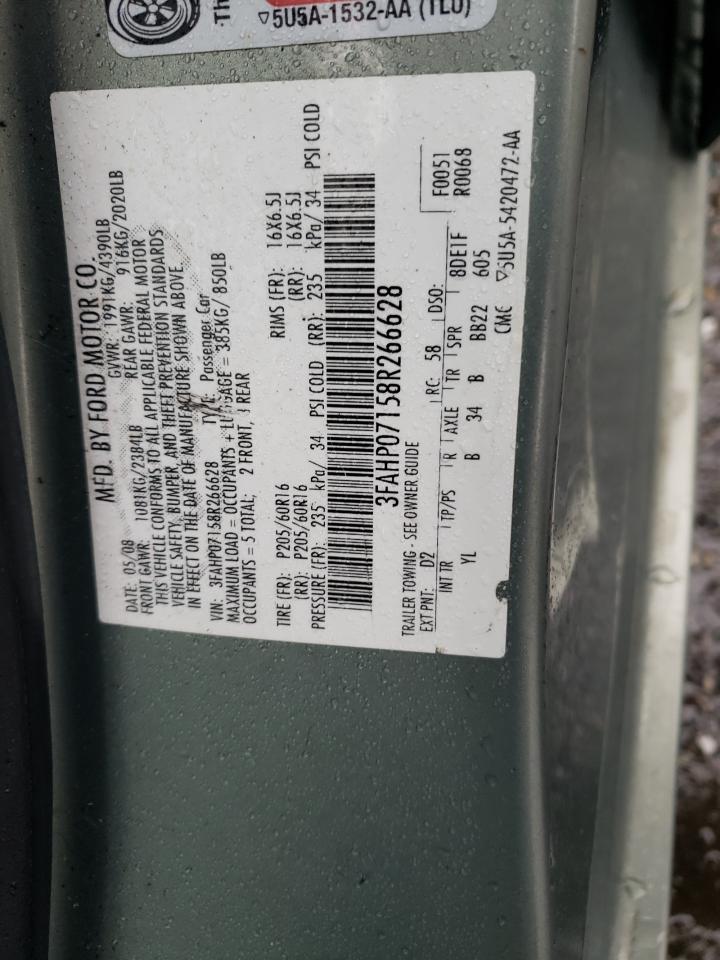 Th
▽5U5A-1532-AA (TLU)
MFD. BY FORD MOTOR CO.
DATE: 05/08 GVWR: 1991KG/4390LB
FRONT GAWR: 1081KG/2384LB REAR GAWR: 916KG/2020LB
THIS VEHICLE CONFORMS TO ALL APPLICABLE FEDERAL MOTOR
VEHICLE SAFETY, BUMPER, AND THEFT PREVENTION STANDARDS
IN EFFECT ON THE DATE OF MANUFACTURE SHOWN ABOVE
VIN: 3FAHP07158R266628 TYPE: Passenger Car
MAXIMUM LOAD = OCCUPANTS + LUGGAGE = 385KG/ 850LB
OCCUPANTS = 5 TOTAL; 2 FRONT, 3 REAR
TIRE (FR): P205/60R16 RIMS (FR): 16X6.5J
(RR): P205/60R16 (RR): 16X6.5J
PRESSURE (FR): 235 kPa/ 34 PSI COLD (RR): 235 kPa/ 34 PSI COLD
3FAHP07158R266628
TRAILER TOWING - SEE OWNER GUIDE
F0051
EXT PNT: D2 RC: 58 DSO: R0068
INT TR TP/PS R AXLE TR SPR 8DE1F
YL B 34 B BB22 605
CMC ▽5U5A-5420472-AA